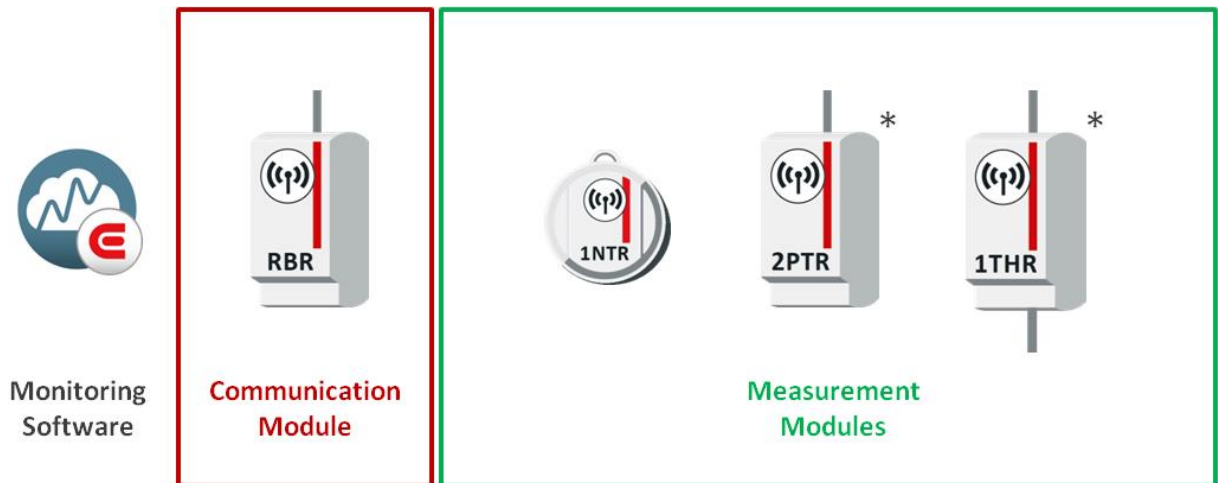 RBR
1NTR
2PTR
*
1THR
*
Monitoring
Software
Communication
Module
Measurement
Modules